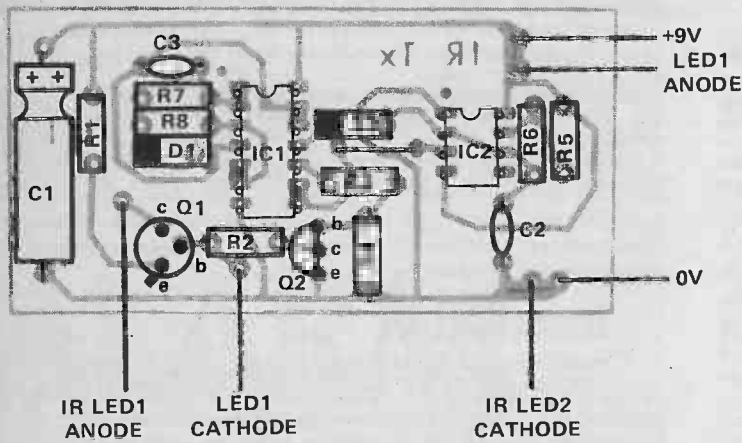 C3
+9V
IR Tx
LED1
ANODE
+ +
R7
R8
R1
D1
IC1
IC2
R6
R5
C1
c
Q1
b
R2
b
c
C2
e
e
Q2
0V
IR LED1
ANODE
LED1
CATHODE
IR LED2
CATHODE